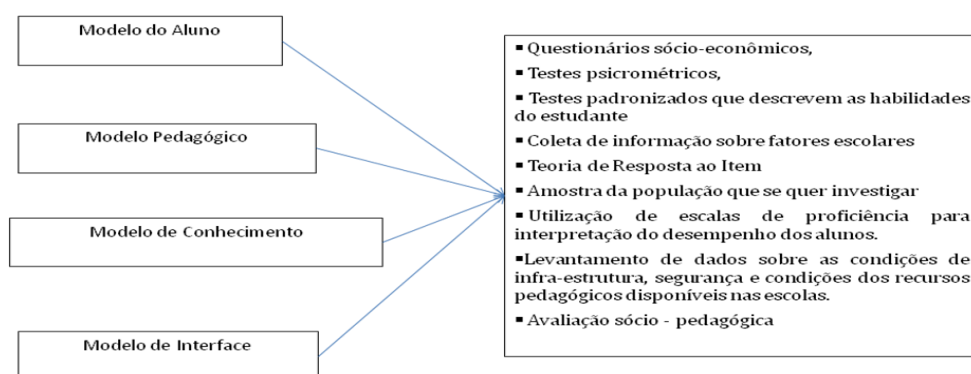 Modelo do Aluno
Modelo Pedagógico
Modelo de Conhecimento
Modelo de Interface
▪ Questionários sócio-econômicos,
▪ Testes psicrométricos,
▪ Testes padronizados que descrevem as habilidades
do estudante
▪ Coleta de informação sobre fatores escolares
▪ Teoria de Resposta ao Item
▪ Amostra da população que se quer investigar
▪ Utilização de escalas de proficiência para
interpretação do desempenho dos alunos.
▪Levantamento de dados sobre as condições de
infra-estrutura, segurança e condições dos recursos
pedagógicos disponíveis nas escolas.
▪ Avaliação sócio - pedagógica